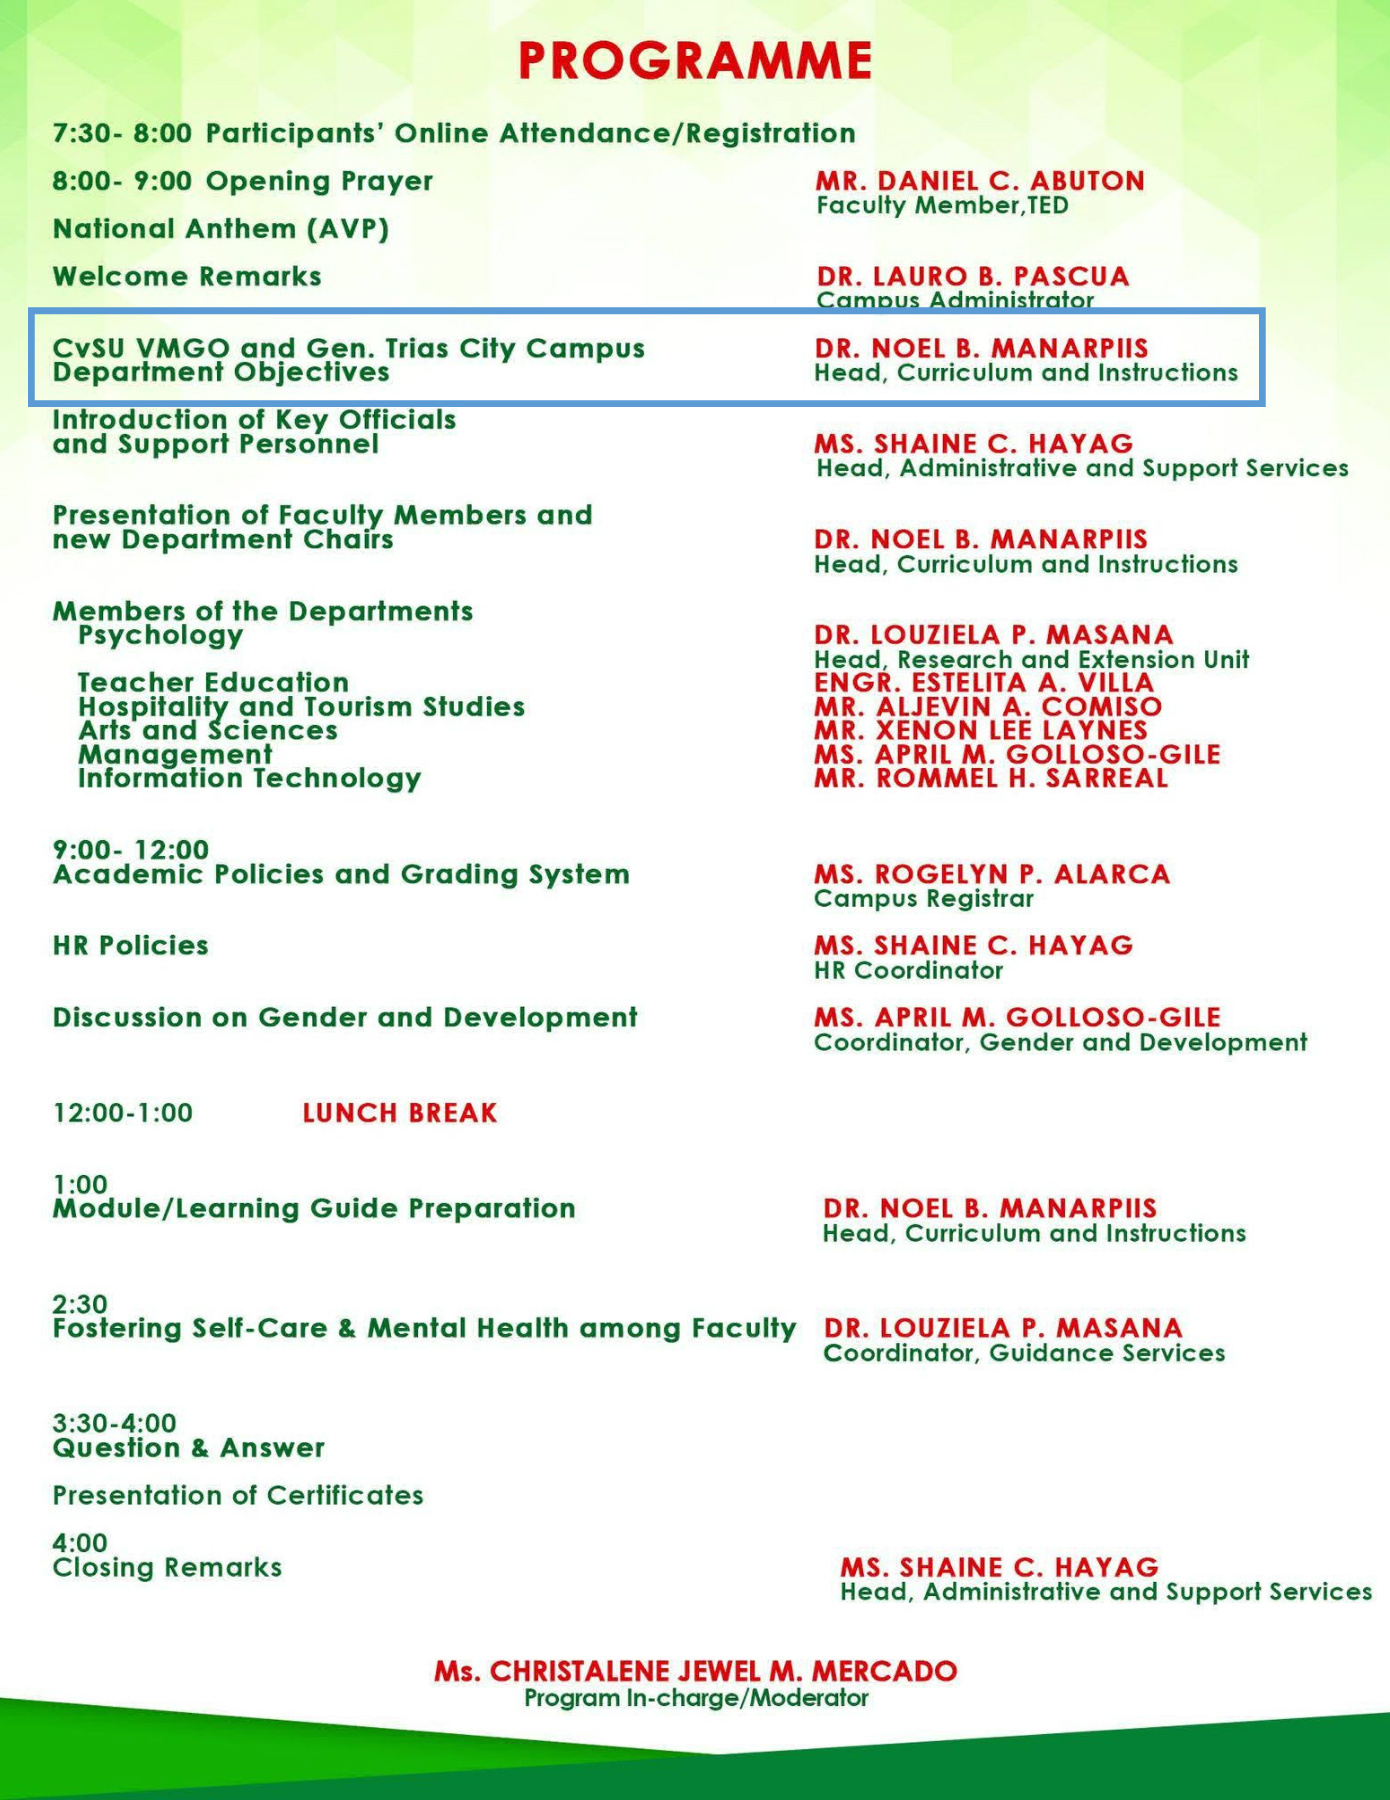 PROGRAMME
7:30- 8:00 Participants' Online Attendance/Registration
8:00- 9:00 Opening Prayer MR. DANIEL C. ABUTON
Faculty Member,TED
National Anthem (AVP)
Welcome Remarks DR. LAURO B. PASCUA
Campus Administrator
CvSU VMGO and Gen. Trias City Campus DR. NOEL B. MANARPIIS
Department Objectives Head, Curriculum and Instructions
Introduction of Key Officials
and Support Personnel MS. SHAINE C. HAYAG
Head, Administrative and Support Services
Presentation of Faculty Members and
new Department Chairs DR. NOEL B. MANARPIIS
Head, Curriculum and Instructions
Members of the Departments
Psychology DR. LOUZIELA P. MASANA
Head, Research and Extension Unit
Teacher Education ENGR. ESTELITA A. VILLA
Hospitality and Tourism Studies MR. ALJEVIN A. COMISO
Arts and Sciences MR. XENON LEE LAYNES
Management MS. APRIL M. GOLLOSO-GILE
Information Technology MR. ROMMEL H. SARREAL
9:00- 12:00
Academic Policies and Grading System MS. ROGELYN P. ALARCA
Campus Registrar
HR Policies MS. SHAINE C. HAYAG
HR Coordinator
Discussion on Gender and Development MS. APRIL M. GOLLOSO-GILE
Coordinator, Gender and Development
12:00-1:00 LUNCH BREAK
1:00
Module/Learning Guide Preparation DR. NOEL B. MANARPIIS
Head, Curriculum and Instructions
2:30
Fostering Self-Care & Mental Health among Faculty DR. LOUZIELA P. MASANA
Coordinator, Guidance Services
3:30-4:00
Question & Answer
Presentation of Certificates
4:00
Closing Remarks MS. SHAINE C. HAYAG
Head, Administrative and Support Services
Ms. CHRISTALENE JEWEL M. MERCADO
Program In-charge/Moderator